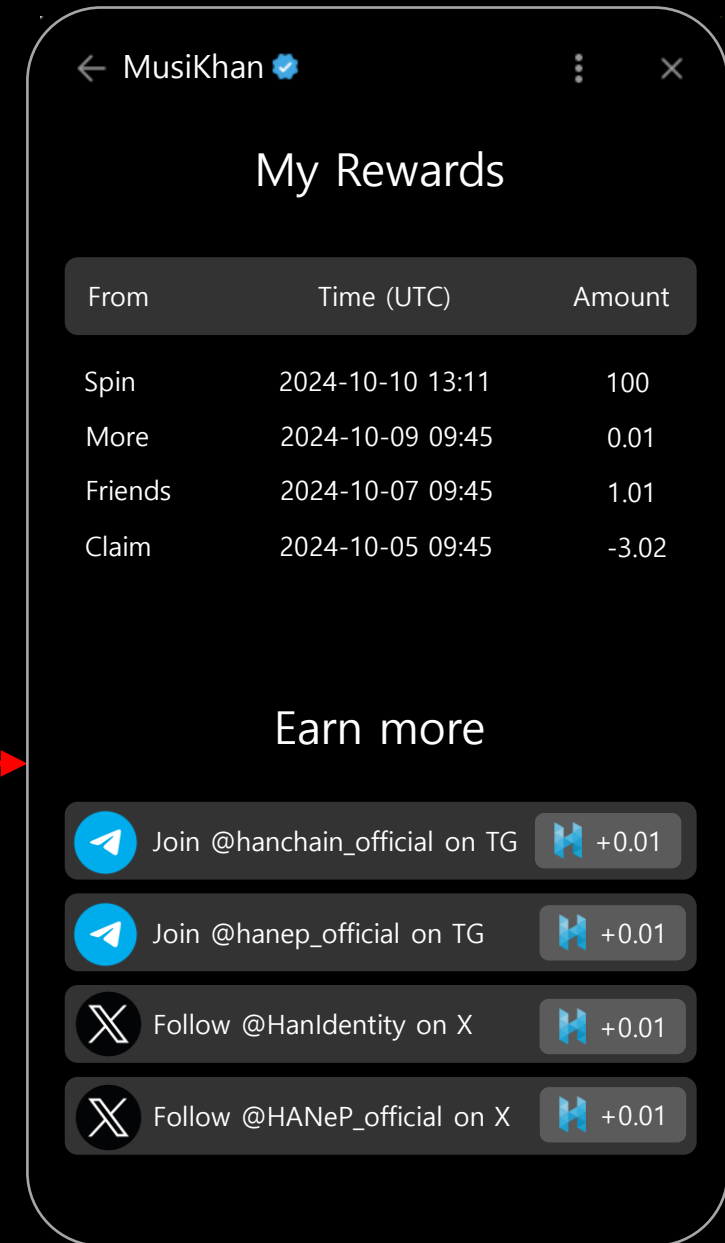 MusiKhan
My Rewards
From Time (UTC) Amount
Spin 2024-10-10 13:11 100
More 2024-10-09 09:45 0.01
Friends 2024-10-07 09:45 1.01
Claim 2024-10-05 09:45 -3.02
Earn more
Join @hanchain_official on TG +0.01
Join @hanep_official on TG +0.01
Follow @HanIdentity on X +0.01
Follow @HANeP_official on X +0.01